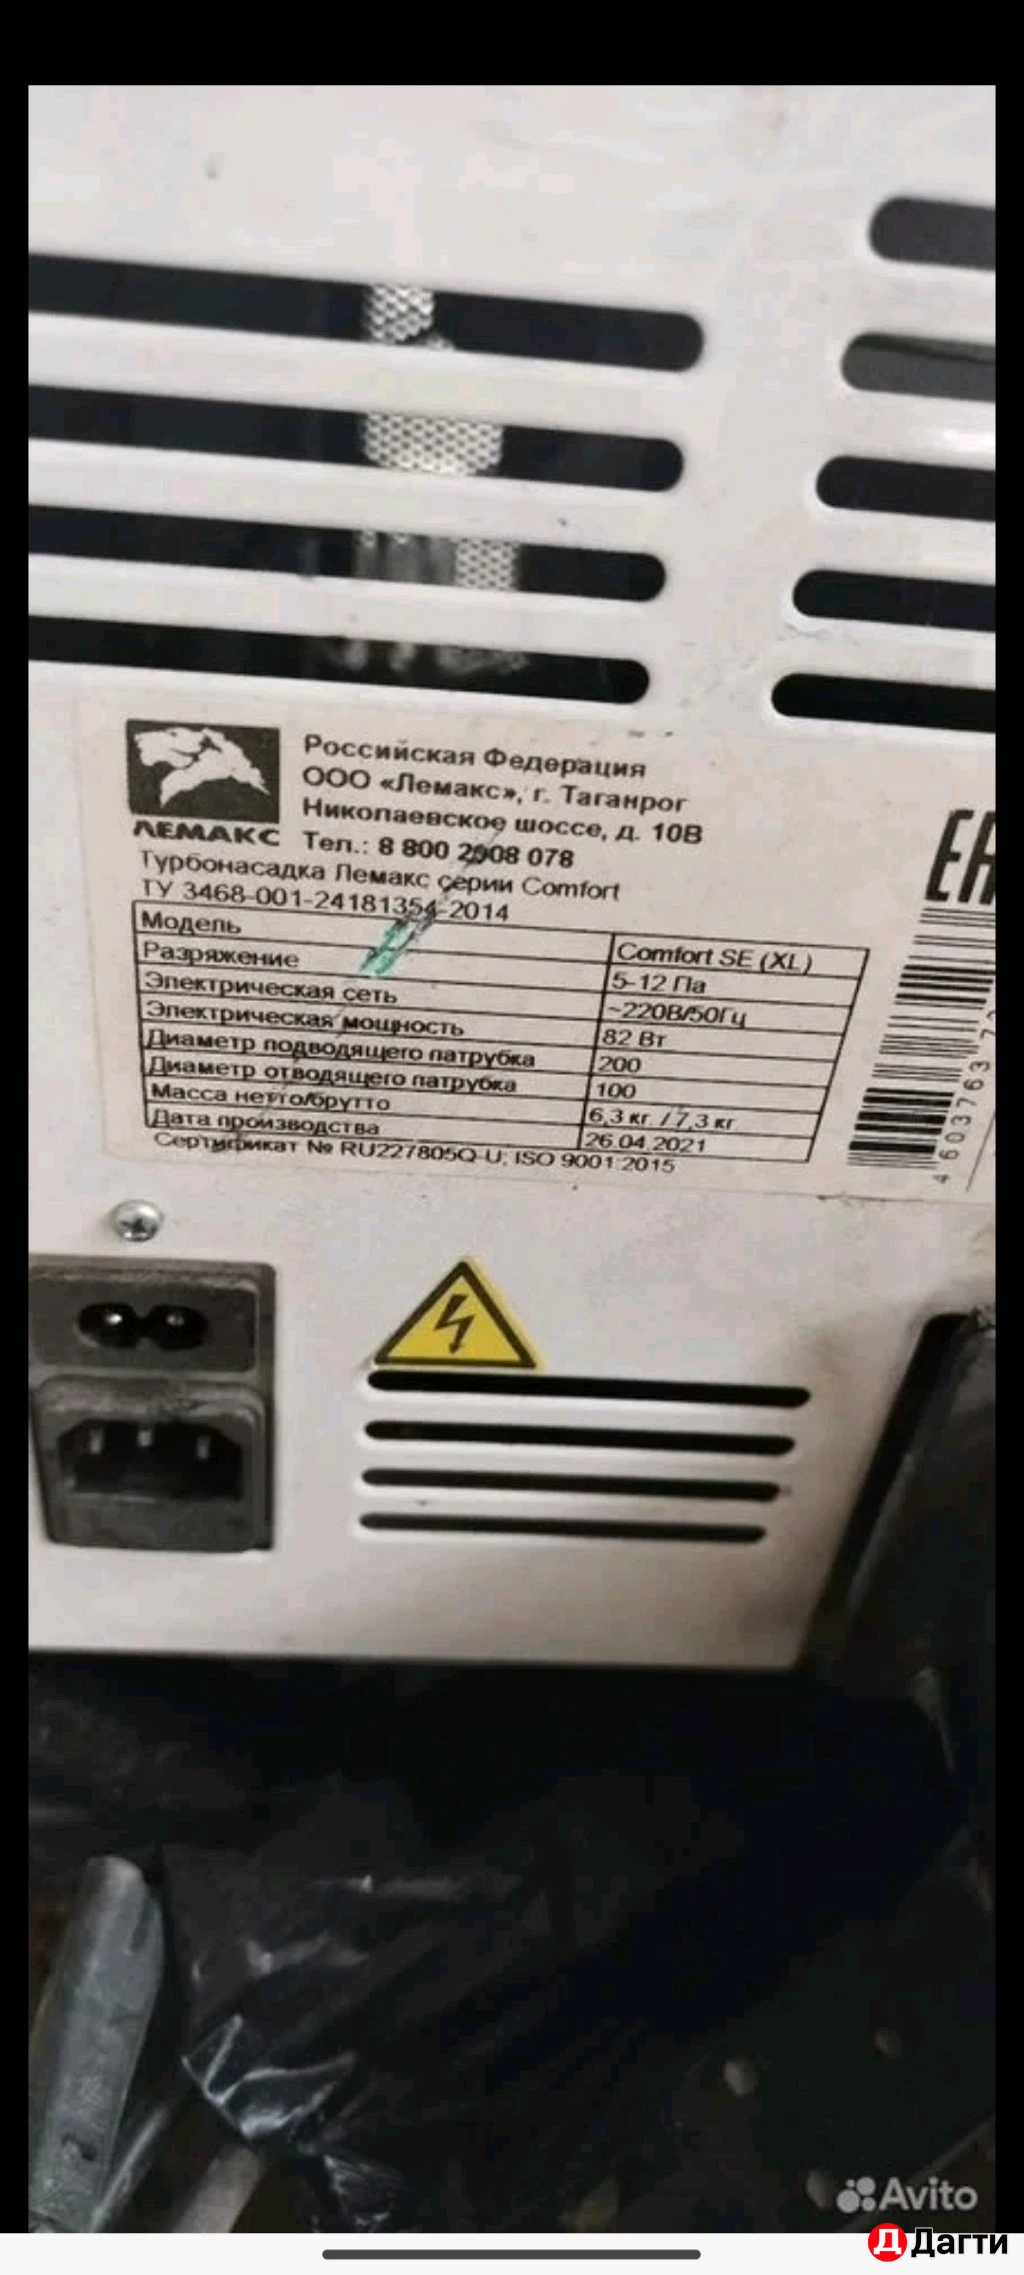 Российская Федерация
ООО «Лемакс», г. Таганрог
Николаевское шоссе, д. 10В
ЛЕМАКС
Тел.: 8 800 2008 078
Турбонасадка Лемакс серии Comfort
ТУ 3468-001-24181354-2014
Модель Comfort SE (XL)
Разряжение 5-12 Па
Электрическая сеть ~220В/50Гц
Электрическая мощность 82 Вт
Диаметр подводящего патрубка 200
Диаметр отводящего патрубка 100
Масса нетто/брутто 6,3 кг. / 7,3 кг
Дата производства 26.04.2021
Сертификат № RU227805Q-U; ISO 9001:2015
4 603763
Avito
Д Дагти